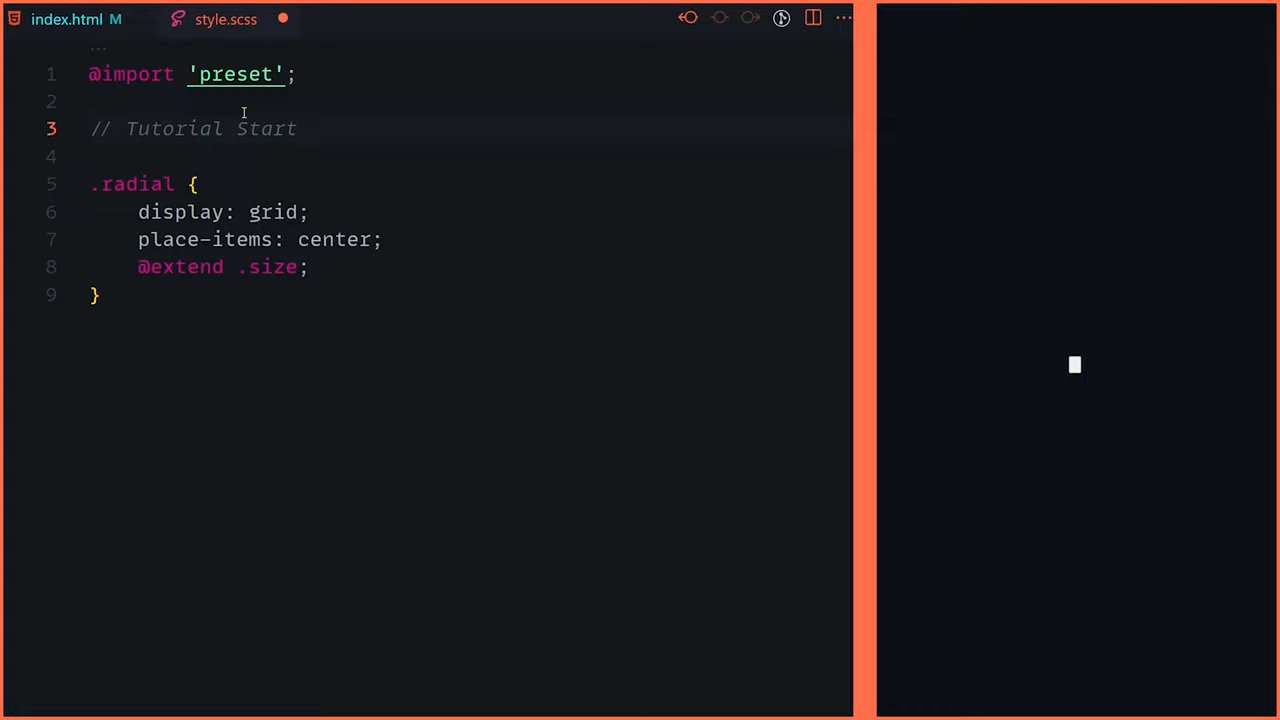 index.html M style.scss
...
1 @import 'preset';
2
3 // Tutorial Start
4
5 .radial {
6 display: grid;
7 place-items: center;
8 @extend .size;
9 }